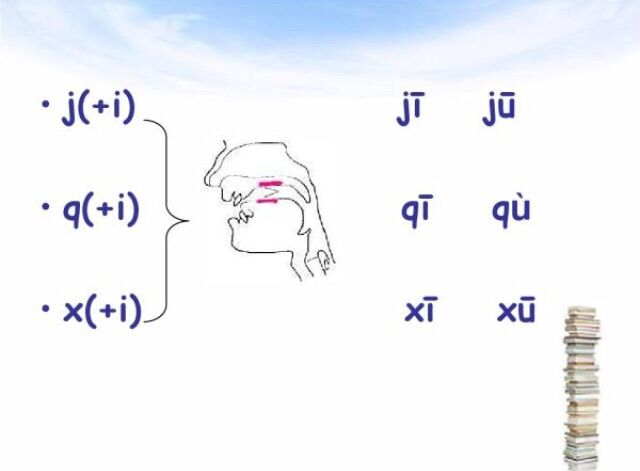 • j(+i) jī jū
• q(+i) qī qù
• x(+i) xī xū